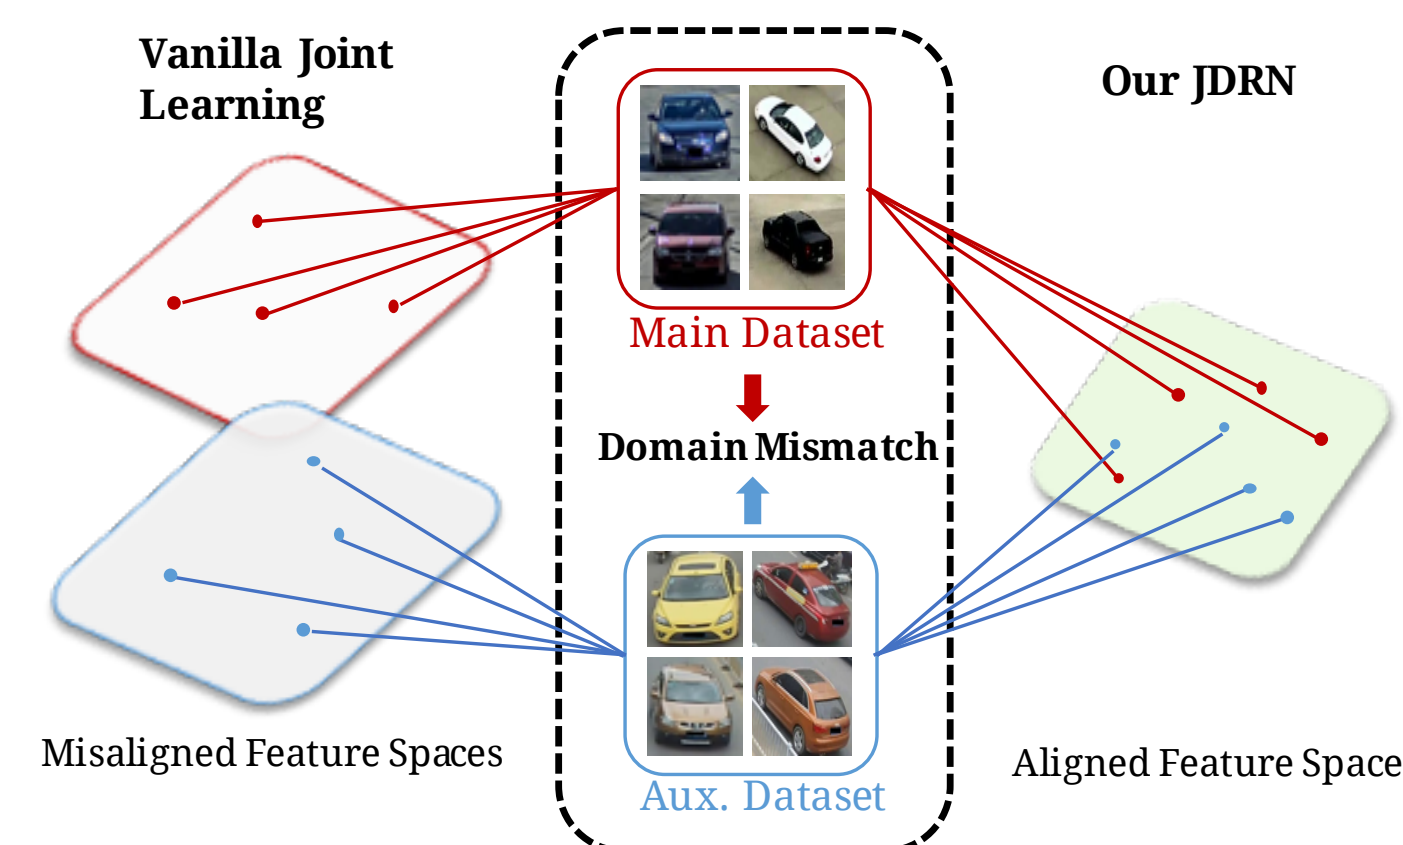 Vanilla Joint
Learning
Our JDRN
Main Dataset
Domain Mismatch
Aux. Dataset
Misaligned Feature Spaces
Aligned Feature Space